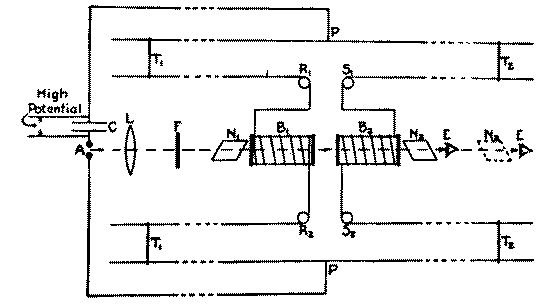 P
T₁
T₂
R₁ S₁
High
Potential
C L F N₁ B₁ B₂ N₂ E N₂ E
A
R₂ S₂
T₁ T₂
P